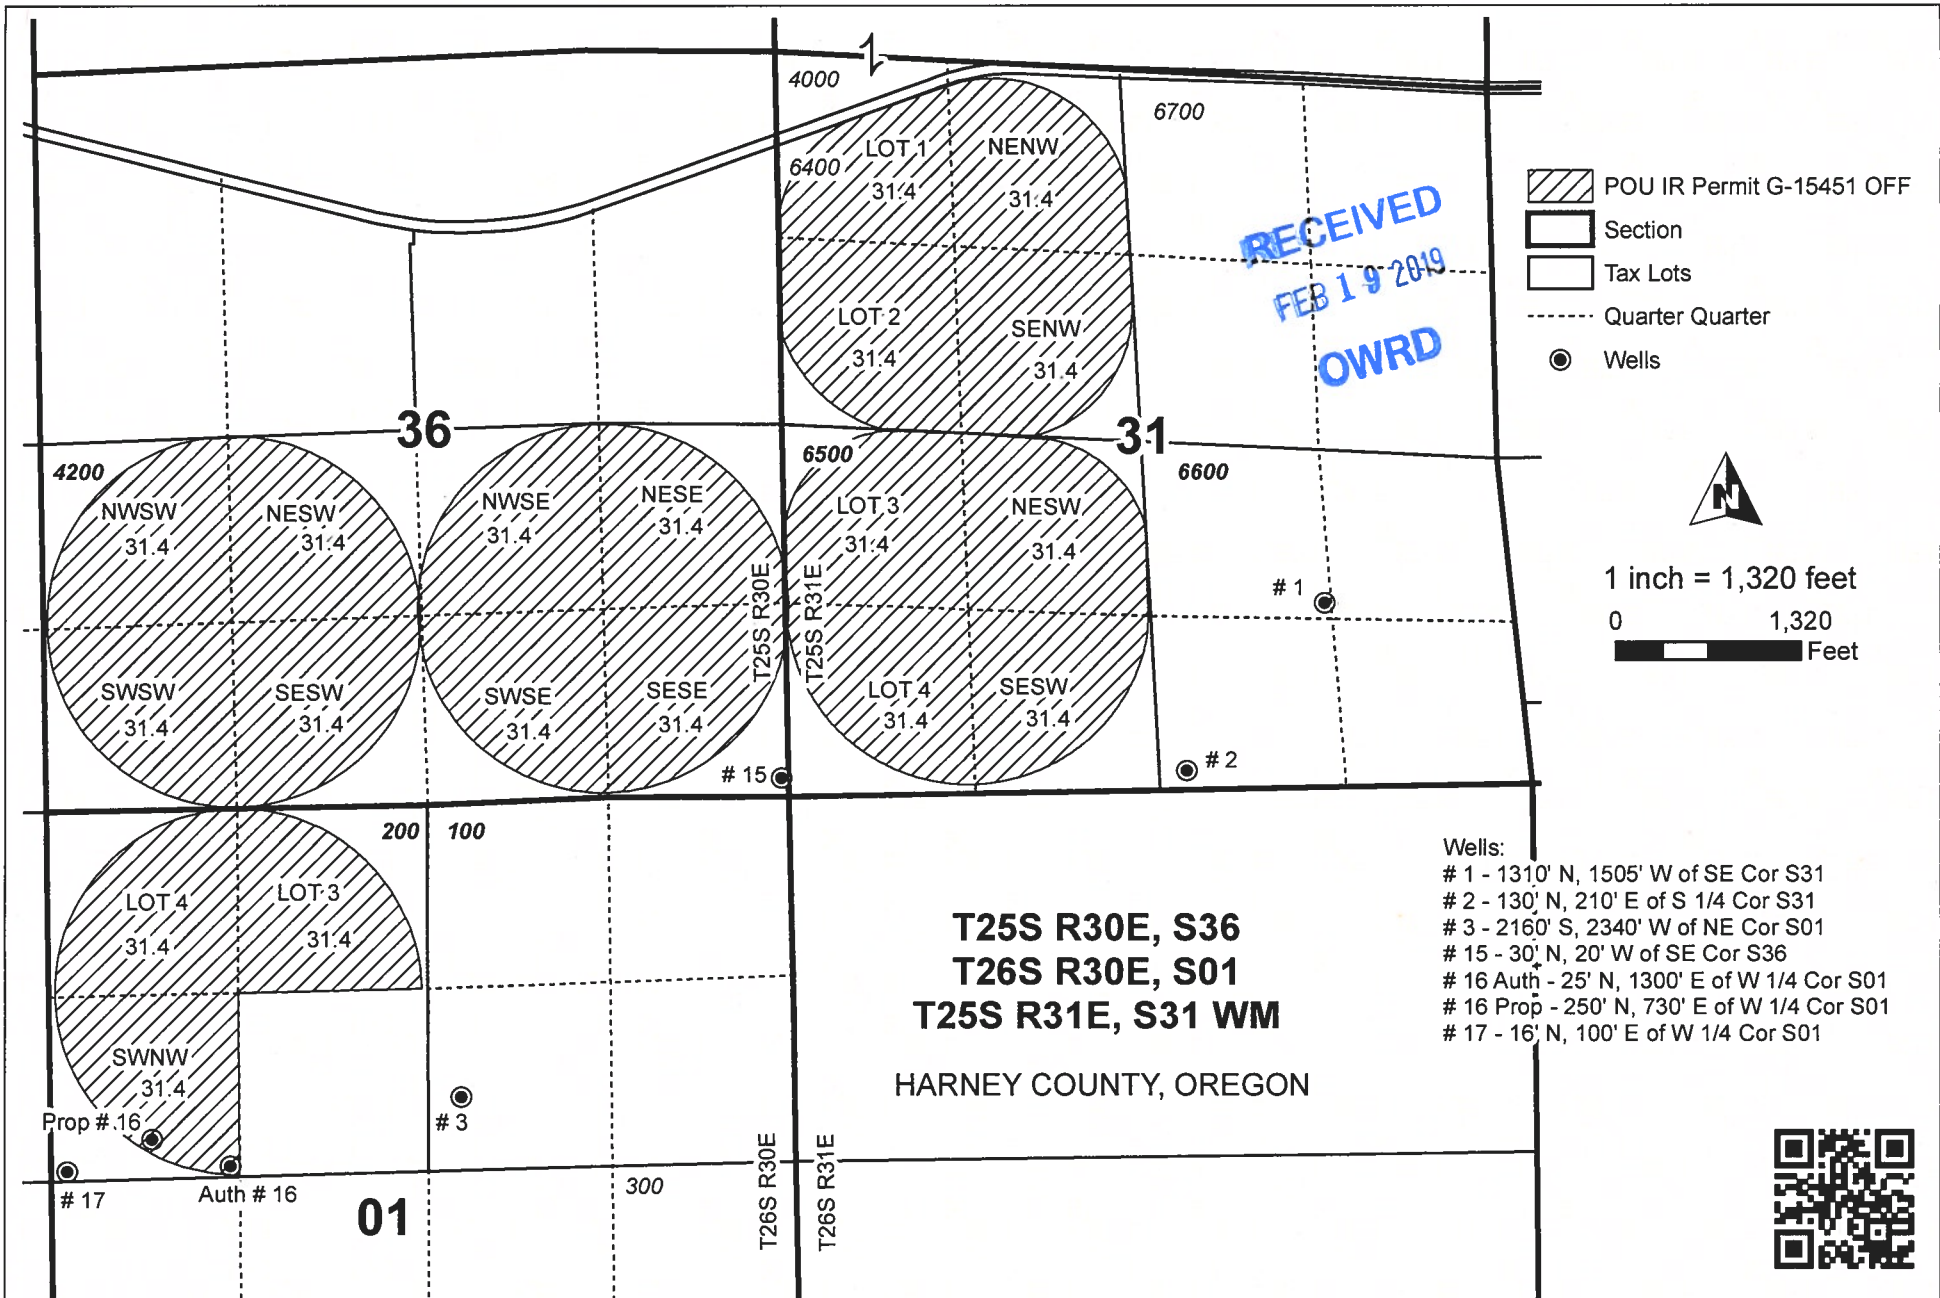 4000
6700
6400
LOT 1
31.4
NENW
31.4
RECEIVED
FEB 19 2019
OWRD
LOT 2
31.4
SENW
31.4
POU IR Permit G-15451 OFF
Section
Tax Lots
Quarter Quarter
Wells
36
31
4200
6500
6600
NWSW
31.4
NESW
31.4
NWSE
31.4
NESE
31.4
LOT 3
31.4
NESW
31.4
T25S R30E
T25S R31E
# 1
N
1 inch = 1,320 feet
0 1,320
Feet
SWSW
31.4
SESW
31.4
SWSE
31.4
SESE
31.4
LOT 4
31.4
SESW
31.4
# 15
# 2
200
100
LOT 4
31.4
LOT 3
31.4
SWNW
31.4
Prop # 16
# 17
Auth # 16
# 3
01
300
T26S R30E
T26S R31E
T25S R30E, S36
T26S R30E, S01
T25S R31E, S31 WM
HARNEY COUNTY, OREGON
Wells:
# 1 - 1310' N, 1505' W of SE Cor S31
# 2 - 130' N, 210' E of S 1/4 Cor S31
# 3 - 2160' S, 2340' W of NE Cor S01
# 15 - 30' N, 20' W of SE Cor S36
# 16 Auth - 25' N, 1300' E of W 1/4 Cor S01
# 16 Prop - 250' N, 730' E of W 1/4 Cor S01
# 17 - 16' N, 100' E of W 1/4 Cor S01